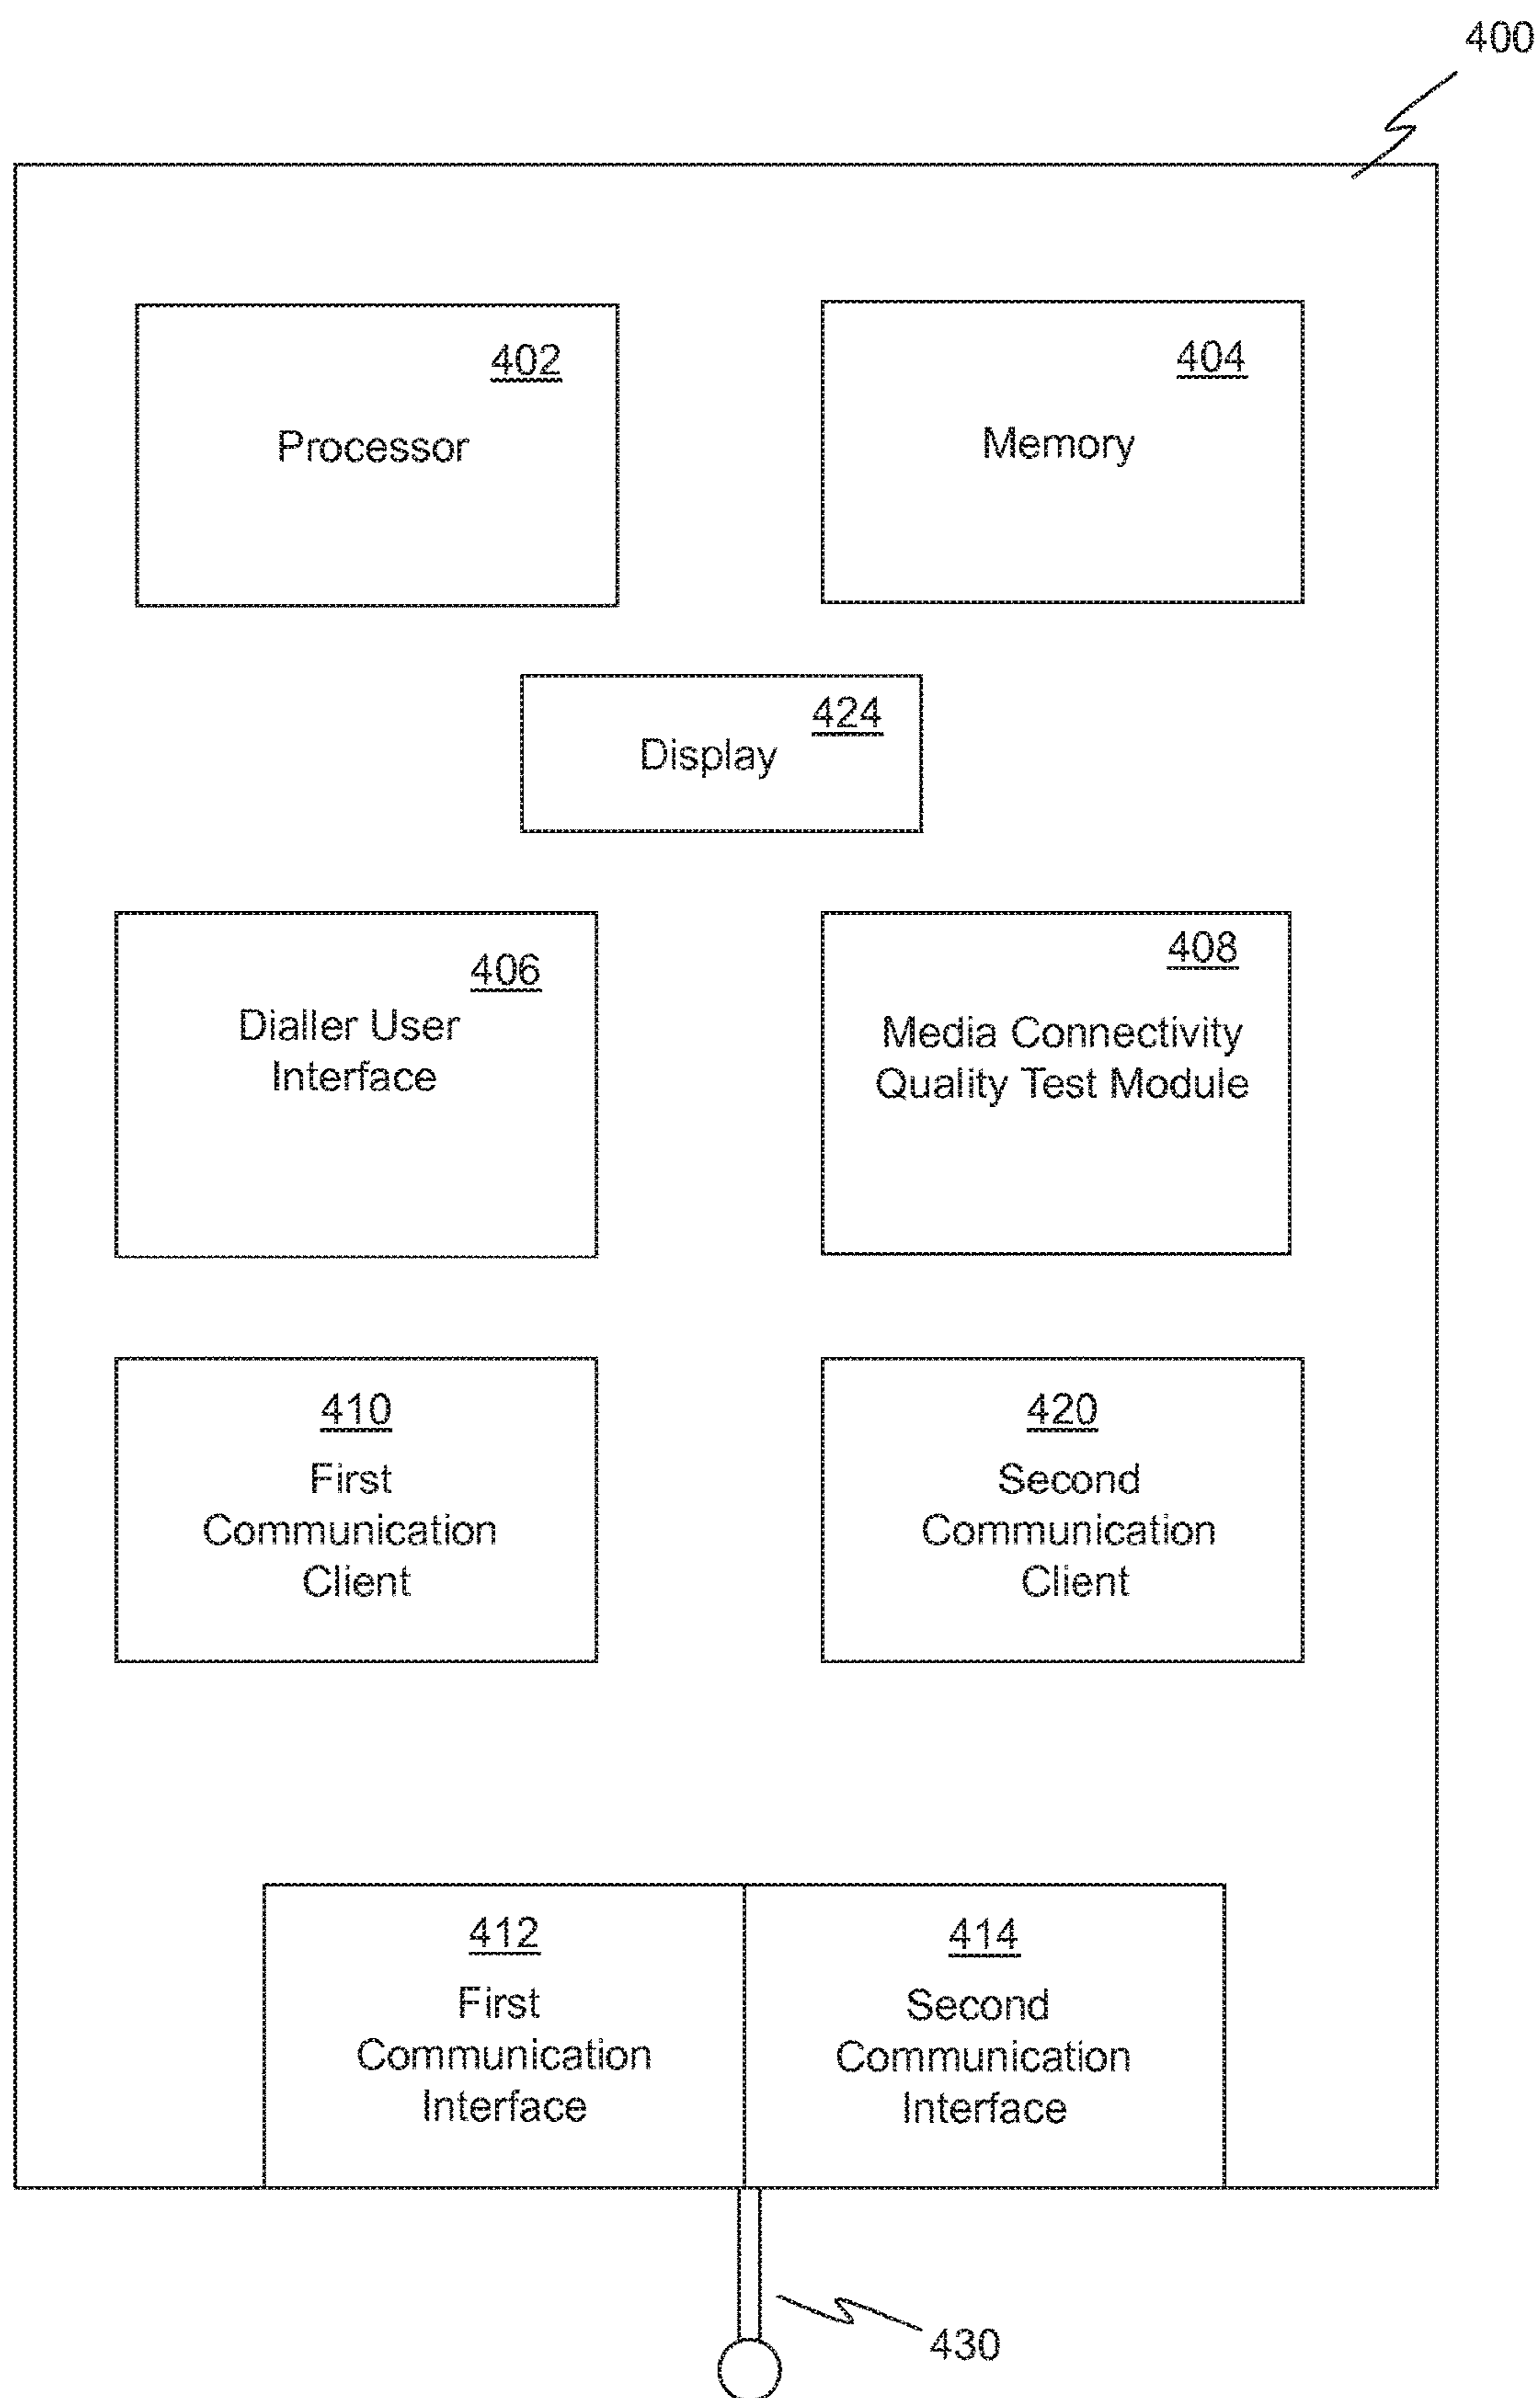 400
402
Processor
404
Memory
424
Display
406
Dialler User
Interface
408
Media Connectivity
Quality Test Module
410
First
Communication
Client
420
Second
Communication
Client
412
First
Communication
Interface
414
Second
Communication
Interface
430